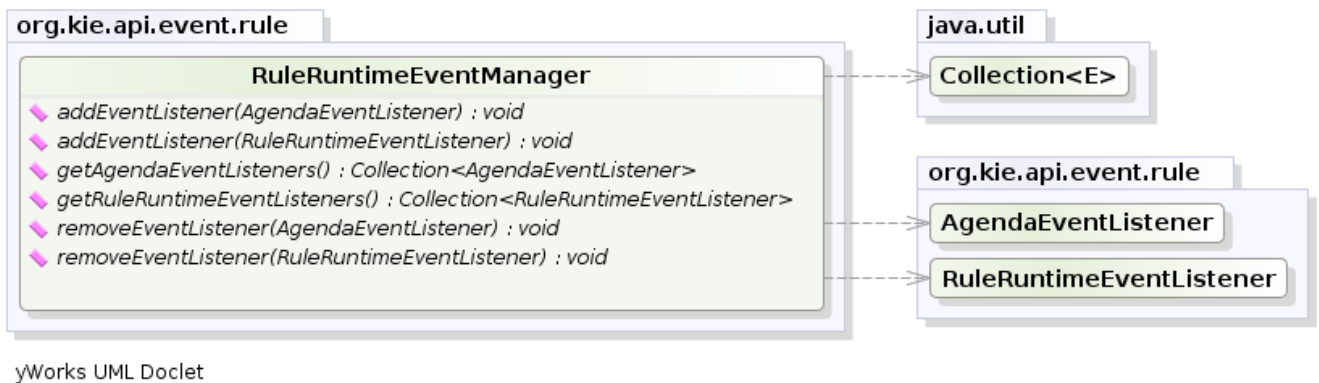 org.kie.api.event.rule
RuleRuntimeEventManager
addEventListener(AgendaEventListener) : void
addEventListener(RuleRuntimeEventListener) : void
getAgendaEventListeners() : Collection<AgendaEventListener>
getRuleRuntimeEventListeners() : Collection<RuleRuntimeEventListener>
removeEventListener(AgendaEventListener) : void
removeEventListener(RuleRuntimeEventListener) : void
java.util
Collection<E>
org.kie.api.event.rule
AgendaEventListener
RuleRuntimeEventListener
yWorks UML Doclet